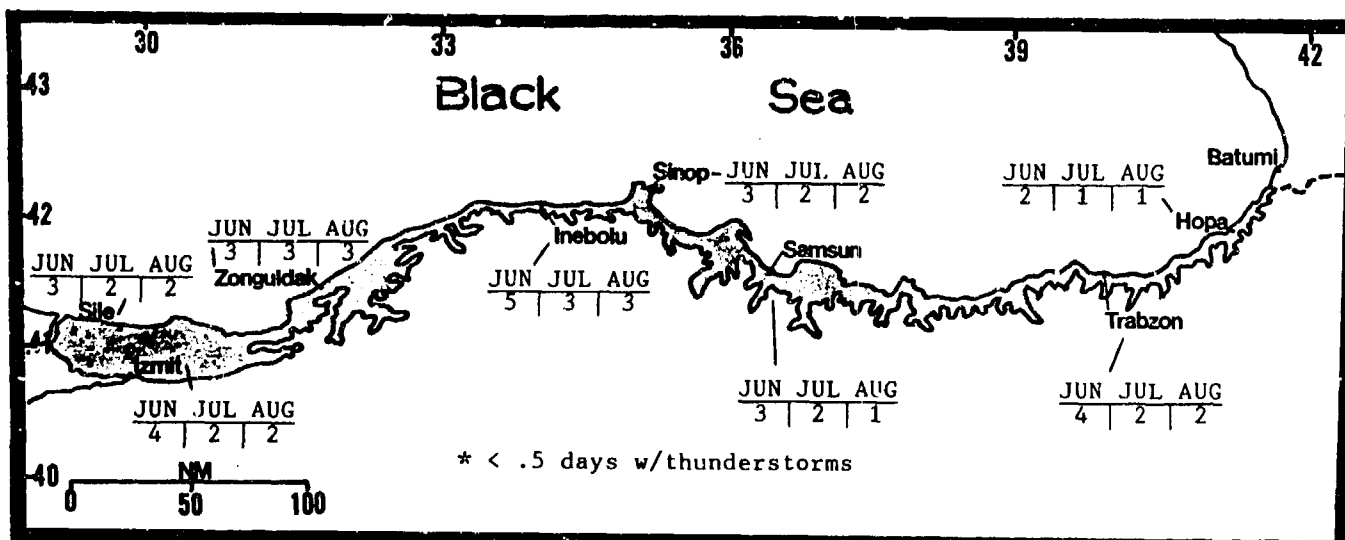 30 33 36 39 42
43
Black Sea
Batumi
Sinop- JUN JUL AUG
3 2 2
JUN JUL AUG
2 1 1
42
Hopa
JUN JUL AUG
3 3 3
Zonguldak
Inebolu
JUN JUL AUG
5 3 3
Samsun
JUN JUL AUG
3 2 2
Sile
41
Izmit
Trabzon
JUN JUL AUG
4 2 2
JUN JUL AUG
3 2 1
JUN JUL AUG
4 2 2
* < .5 days w/thunderstorms
40
NM
0 50 100